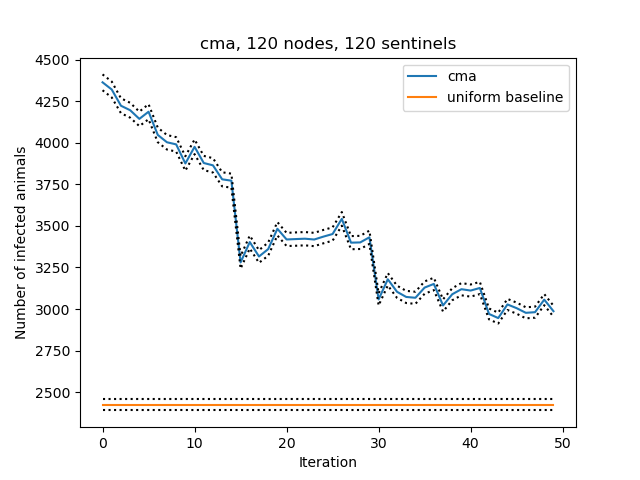 cma, 120 nodes, 120 sentinels
cma
uniform baseline
Number of infected animals
4500
4250
4000
3750
3500
3250
3000
2750
2500
0 10 20 30 40 50
Iteration